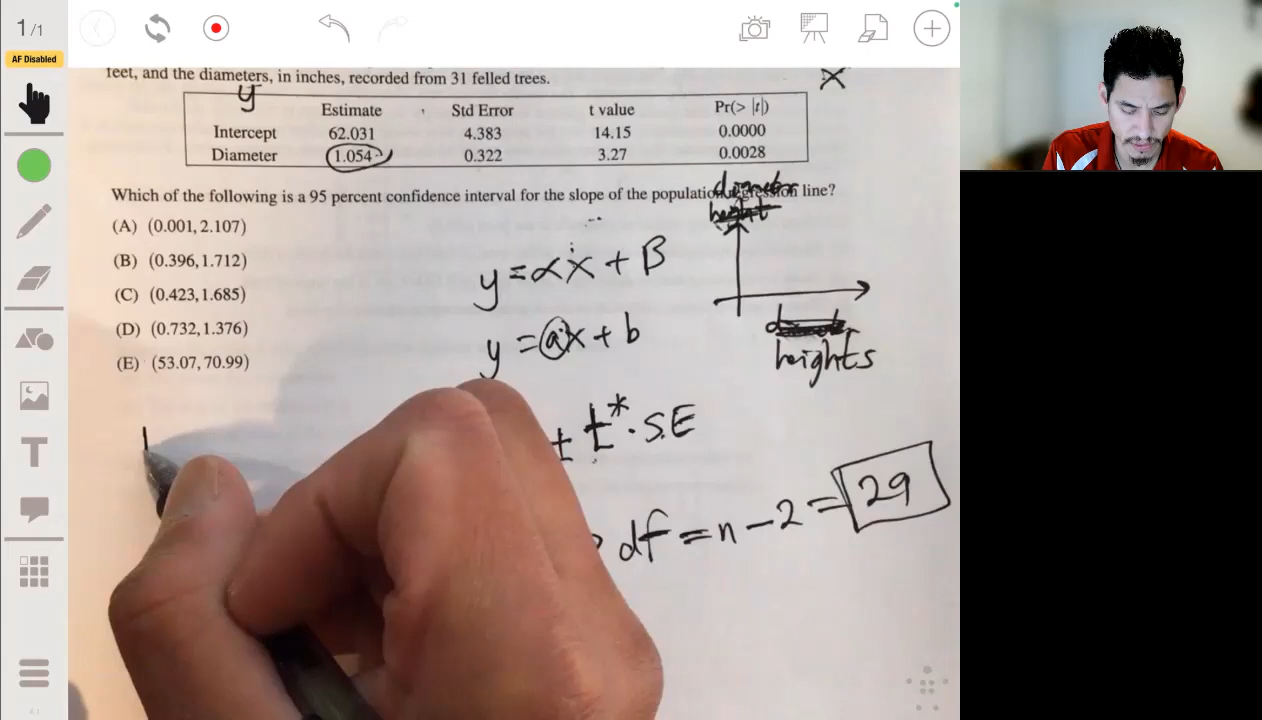 1/1
AF Disabled
feet, and the diameters, in inches, recorded from 31 felled trees.
y
x
Estimate Std Error t value Pr(> |t|)
Intercept 62.031 4.383 14.15 0.0000
Diameter 1.054 0.322 3.27 0.0028
Which of the following is a 95 percent confidence interval for the slope of the population regression line?
diameter
height
(A) (0.001, 2.107)
(B) (0.396, 1.712)
(C) (0.423, 1.685)
(D) (0.732, 1.376)
(E) (53.07, 70.99)
y = αx + β
y = ax + b
heights
± t* · S.E
df = n − 2 = 29
T